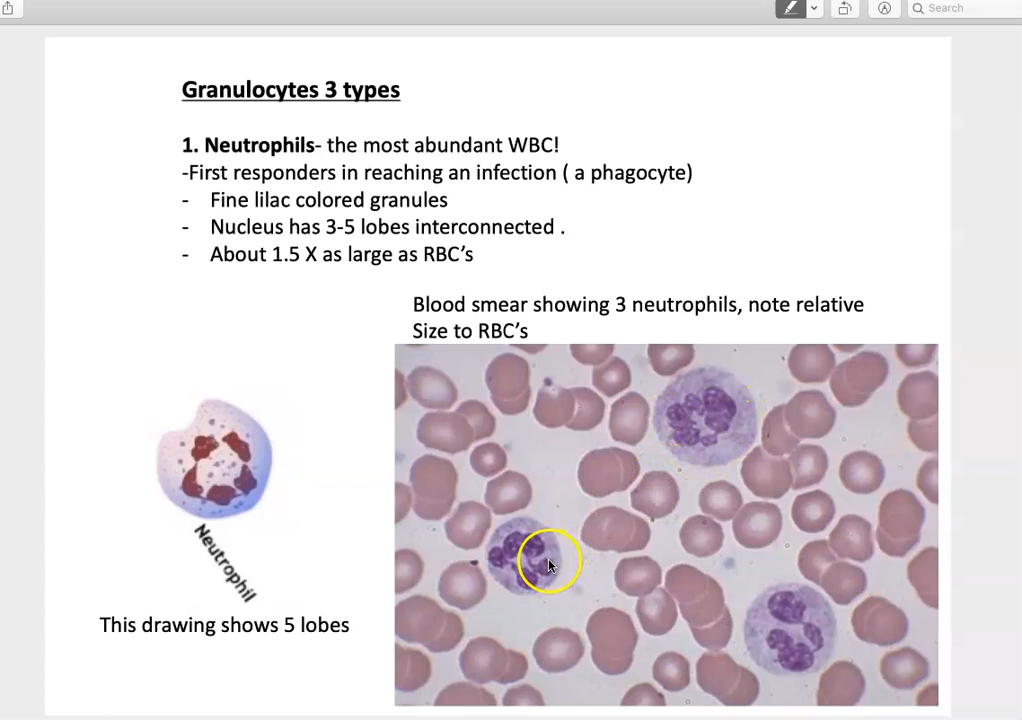 Search
Granulocytes 3 types
1. Neutrophils- the most abundant WBC!
-First responders in reaching an infection ( a phagocyte)
- Fine lilac colored granules
- Nucleus has 3-5 lobes interconnected .
- About 1.5 X as large as RBC’s
Blood smear showing 3 neutrophils, note relative
Size to RBC’s
Neutrophil
This drawing shows 5 lobes